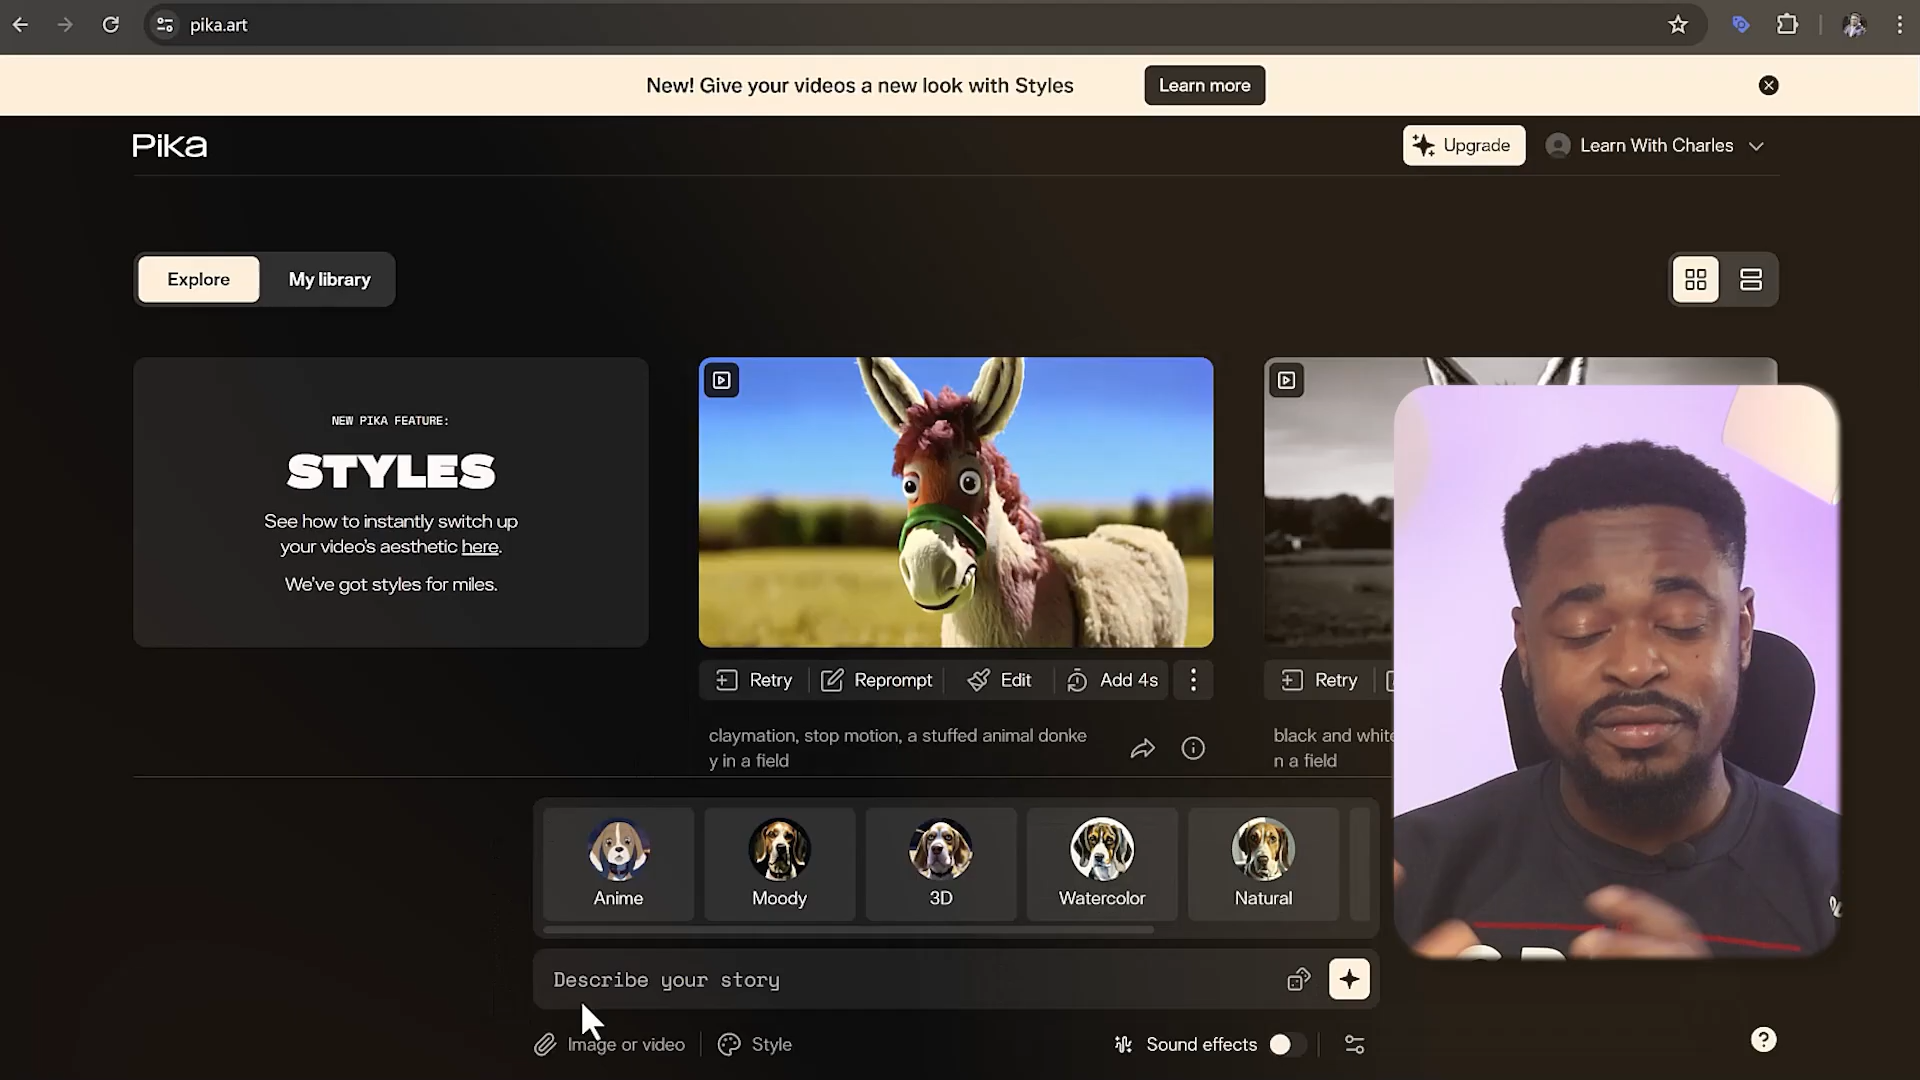 pika.art
New! Give your videos a new look with Styles
Learn more
Pika
Upgrade
Learn With Charles
Explore
My library
NEW PIKA FEATURE:
STYLES
See how to instantly switch up
your video's aesthetic here.
We've got styles for miles.
Retry
Reprompt
Edit
Add 4s
Retry
claymation, stop motion, a stuffed animal donke
y in a field
black and white
n a field
Anime
Moody
3D
Watercolor
Natural
Describe your story
Image or video
Style
Sound effects